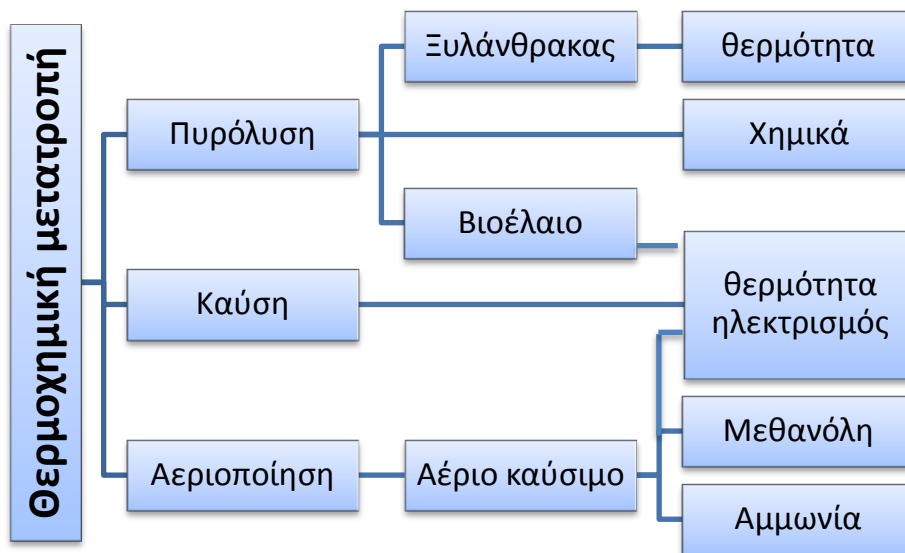 Θερμοχημική μετατροπή
Πυρόλυση
Ξυλάνθρακας
θερμότητα
Χημικά
Βιοέλαιο
Καύση
θερμότητα
ηλεκτρισμός
Αεριοποίηση
Αέριο καύσιμο
Μεθανόλη
Αμμωνία